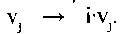 vⱼ → i·vⱼ.